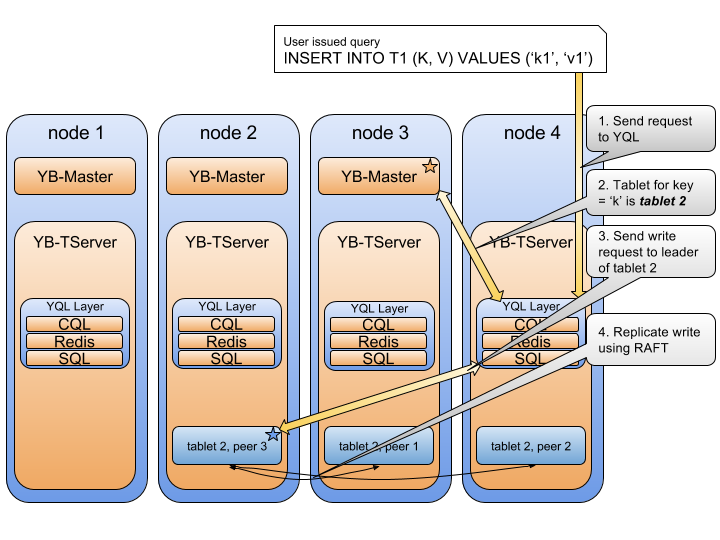 User issued query
INSERT INTO T1 (K, V) VALUES (‘k1’, ‘v1’)
node 1
node 2
node 3
node 4
1. Send request
to YQL
YB-Master
YB-Master
YB-Master
2. Tablet for key
= ‘k’ is tablet 2
YB-TServer
YB-TServer
YB-TServer
YB-TServer
3. Send write
request to leader
of tablet 2
YQL Layer
CQL
Redis
SQL
YQL Layer
CQL
Redis
SQL
YQL Layer
CQL
Redis
SQL
YQL Layer
CQL
Redis
SQL
4. Replicate write
using RAFT
tablet 2, peer 3
tablet 2, peer 1
tablet 2, peer 2